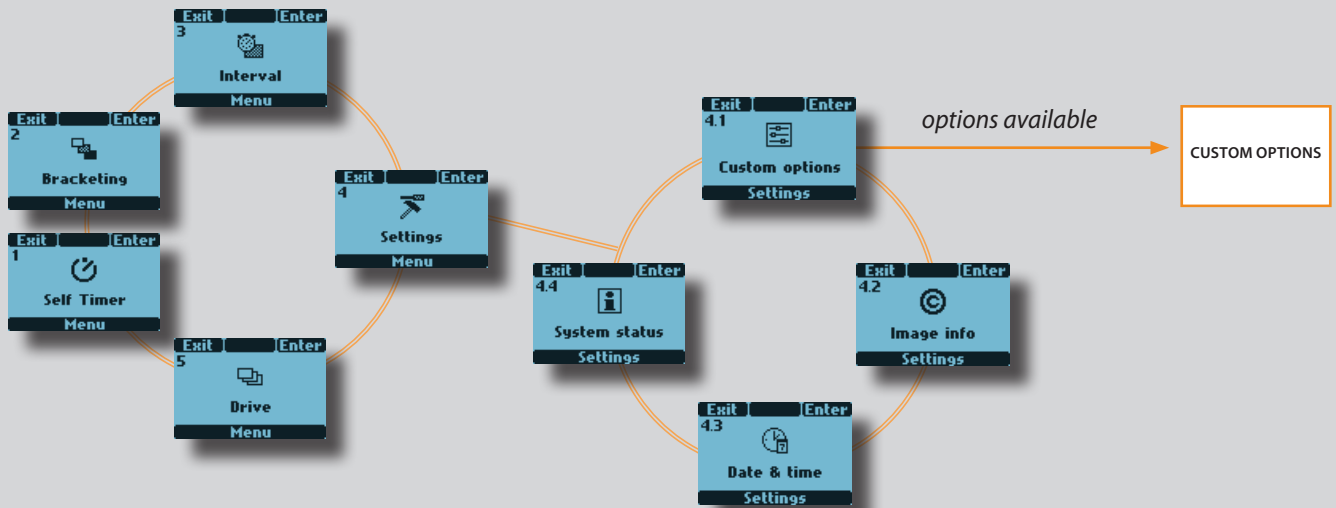 Exit Enter
3
Interval
Menu
Exit Enter
2
Bracketing
Menu
Exit Enter
1
Self Timer
Menu
Exit Enter
4
Settings
Menu
Exit Enter
5
Drive
Menu
Exit Enter
4.1
Custom options
Settings
options available
CUSTOM OPTIONS
Exit Enter
4.4
System status
Settings
Exit Enter
4.2
Image info
Settings
Exit Enter
4.3
Date & time
Settings